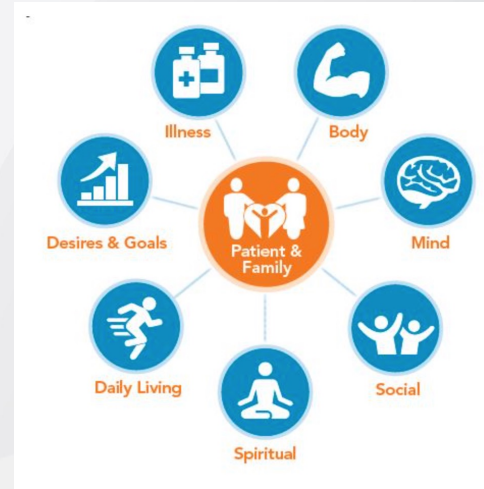 -
Illness
Body
Desires & Goals
Patient &
Family
Mind
Daily Living
Social
Spiritual